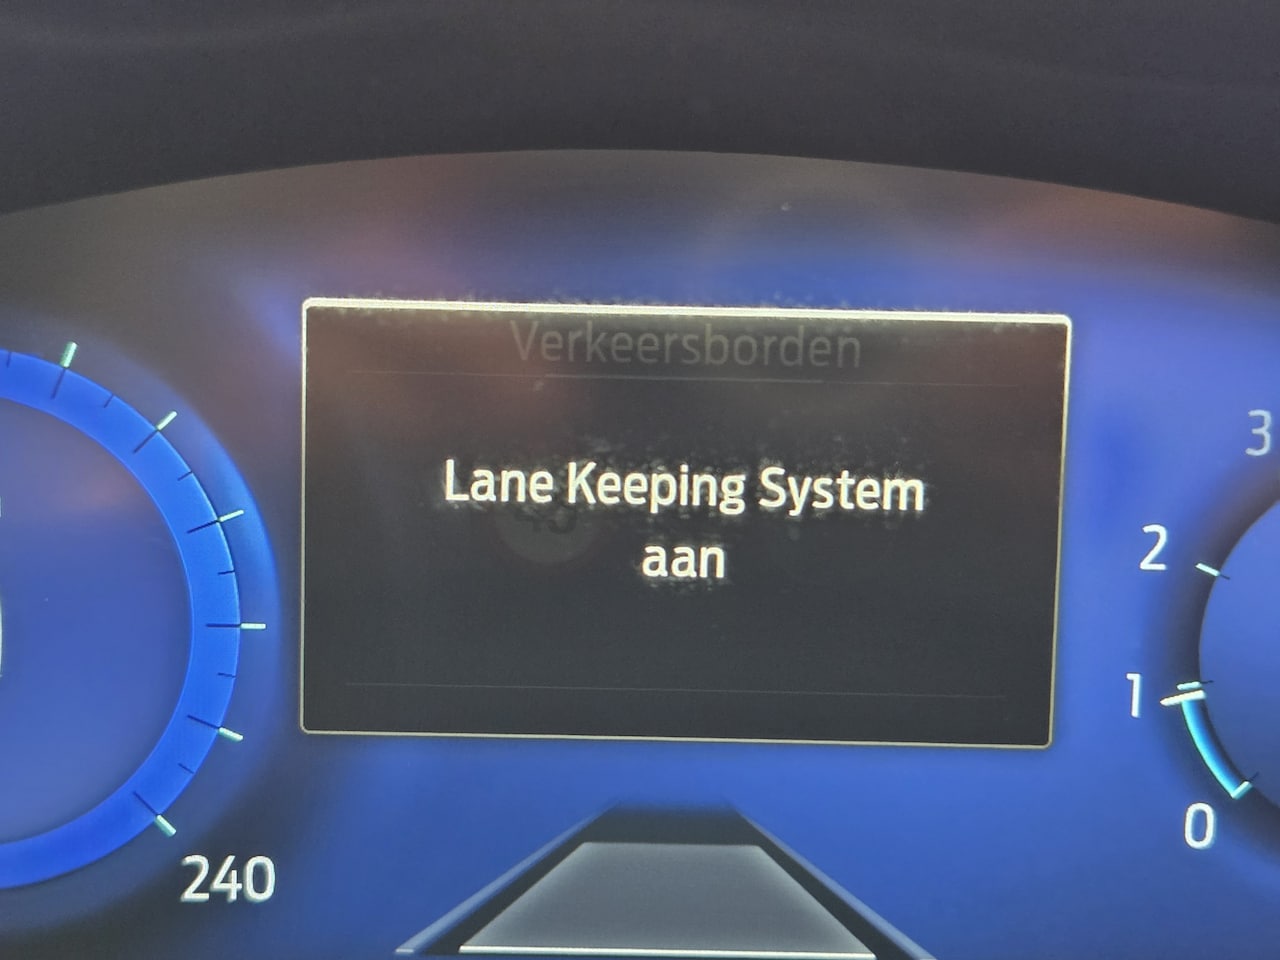 Verkeersborden
Lane Keeping System
aan
3
2
1
0
240